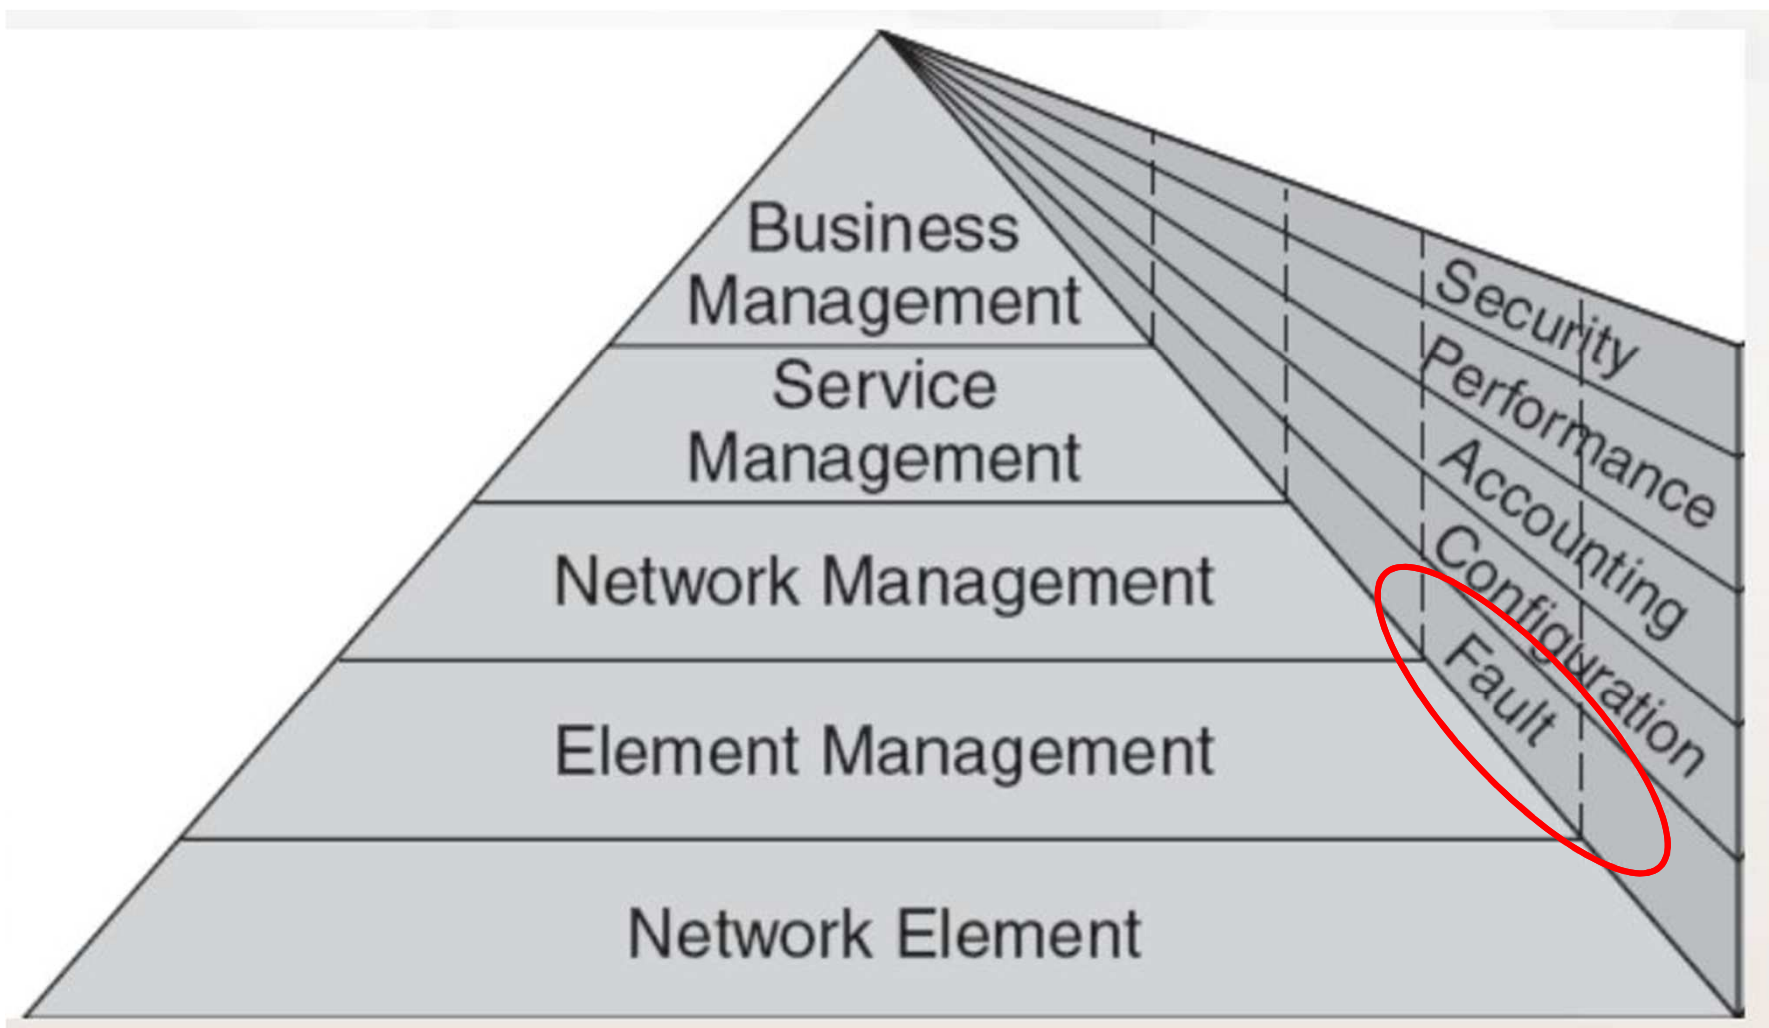 Business
Management
Service
Management
Network Management
Element Management
Network Element
Security
Performance
Accounting
Configuration
Fault